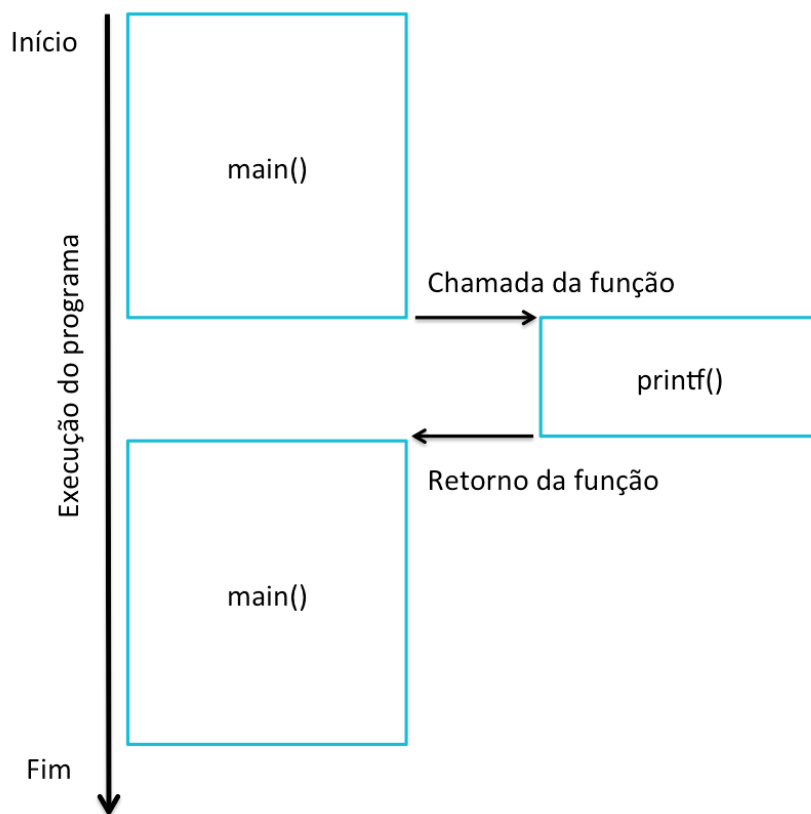 Início
main()
Chamada da função
printf()
Execução do programa
Retorno da função
main()
Fim